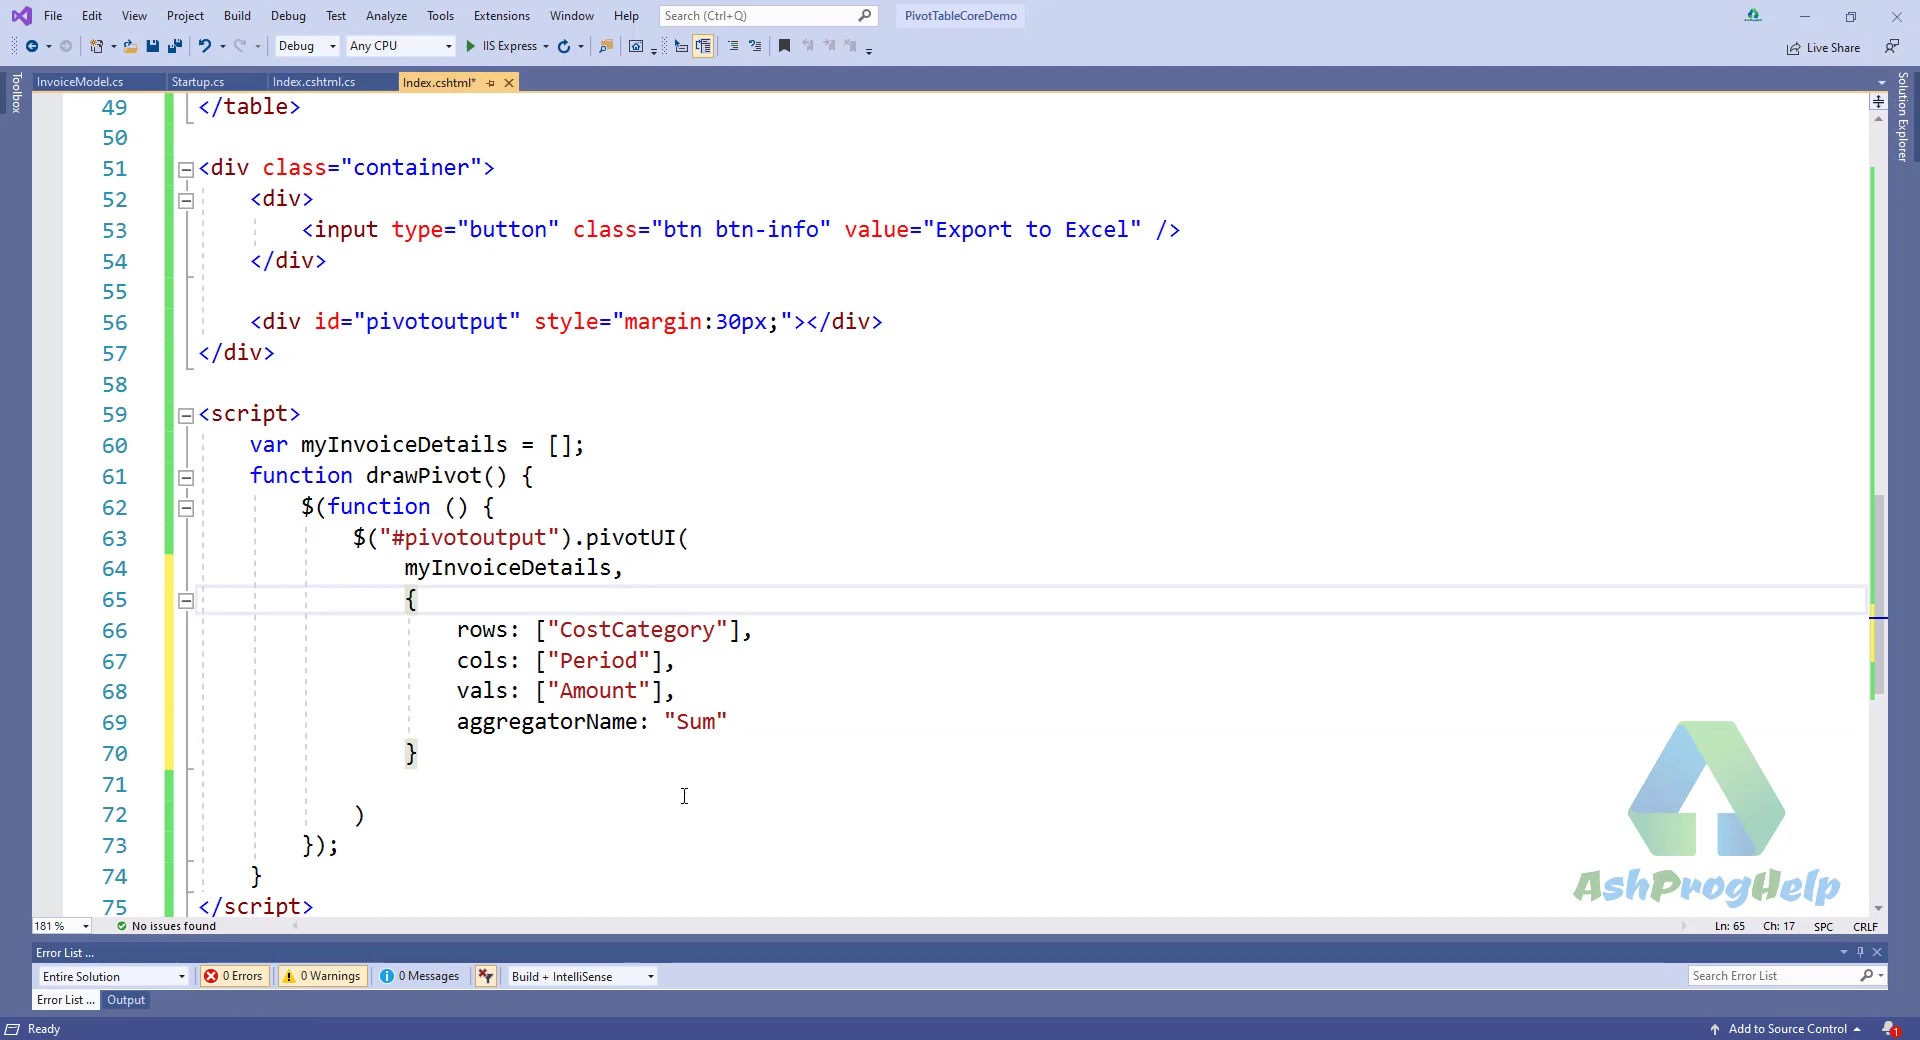 File Edit View Project Build Debug Test Analyze Tools Extensions Window Help Search (Ctrl+Q) PivotTableCoreDemo
Debug Any CPU IIS Express Live Share
Toolbox
InvoiceModel.cs Startup.cs Index.cshtml.cs Index.cshtml*
Solution Explorer
49 </table>
50
51 <div class="container">
52 <div>
53 <input type="button" class="btn btn-info" value="Export to Excel" />
54 </div>
55
56 <div id="pivotoutput" style="margin:30px;"></div>
57 </div>
58
59 <script>
60 var myInvoiceDetails = [];
61 function drawPivot() {
62 $(function () {
63 $("#pivotoutput").pivotUI(
64 myInvoiceDetails,
65 {
66 rows: ["CostCategory"],
67 cols: ["Period"],
68 vals: ["Amount"],
69 aggregatorName: "Sum"
70 }
71
72 )
73 });
74 }
75 </script>
AshProgHelp
181 % No issues found Ln: 65 Ch: 17 SPC CRLF
Error List ...
Entire Solution 0 Errors 0 Warnings 0 Messages Build + IntelliSense Search Error List
Error List ... Output
Ready Add to Source Control 1